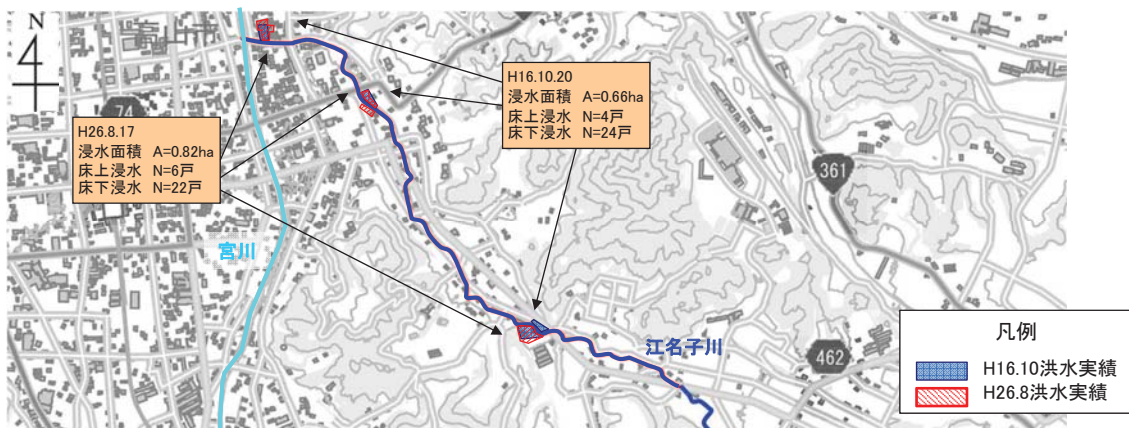 N
高山市
74
H26.8.17
浸水面積 A=0.82ha
床上浸水 N=6戸
床下浸水 N=22戸
H16.10.20
浸水面積 A=0.66ha
床上浸水 N=4戸
床下浸水 N=24戸
361
宮川
江名子川
462
凡例
H16.10洪水実績
H26.8洪水実績